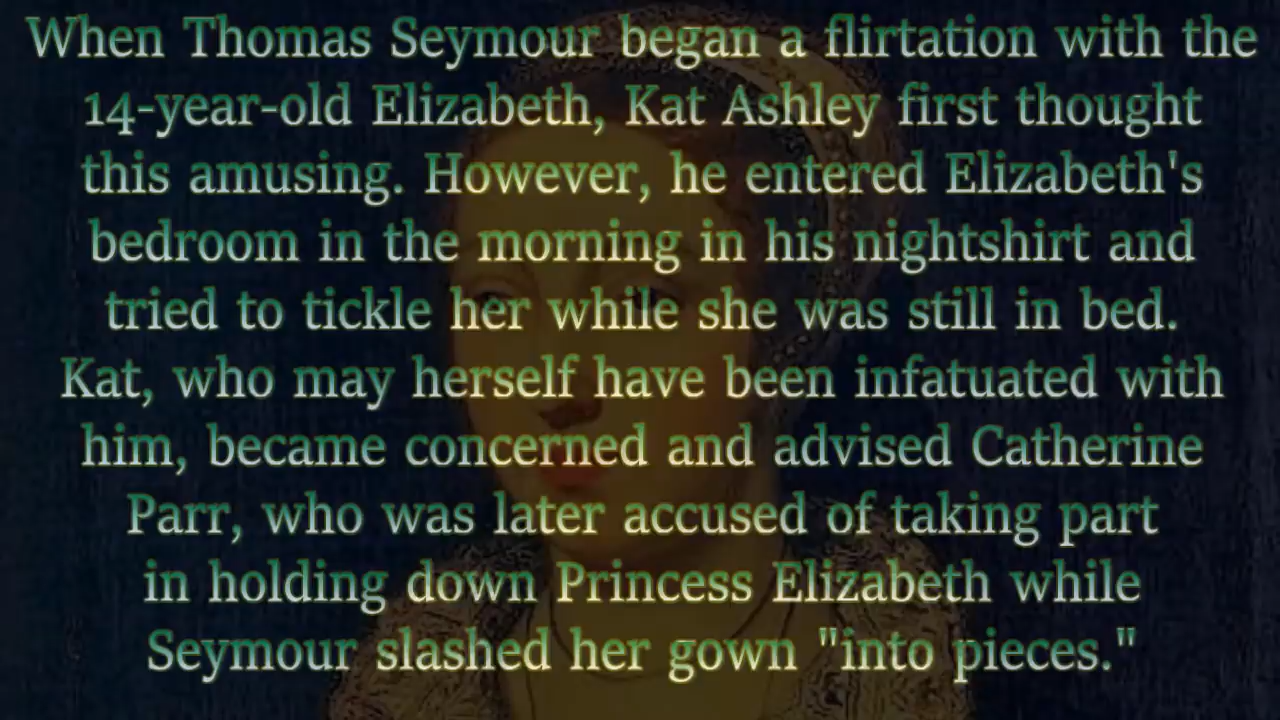 When Thomas Seymour began a flirtation with the
14-year-old Elizabeth, Kat Ashley first thought
this amusing. However, he entered Elizabeth's
bedroom in the morning in his nightshirt and
tried to tickle her while she was still in bed.
Kat, who may herself have been infatuated with
him, became concerned and advised Catherine
Parr, who was later accused of taking part
in holding down Princess Elizabeth while
Seymour slashed her gown "into pieces."